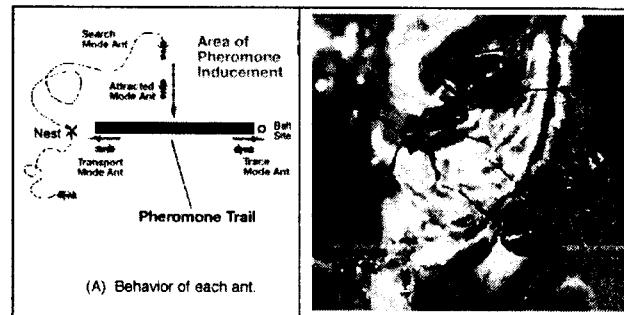 Search
Mode Ant
Area of
Pheromone
Inducement
Attracted
Mode Ant
Nest
Bait
Site
Transport
Mode Ant
Trace
Mode Ant
Pheromone Trail
(A) Behavior of each ant.